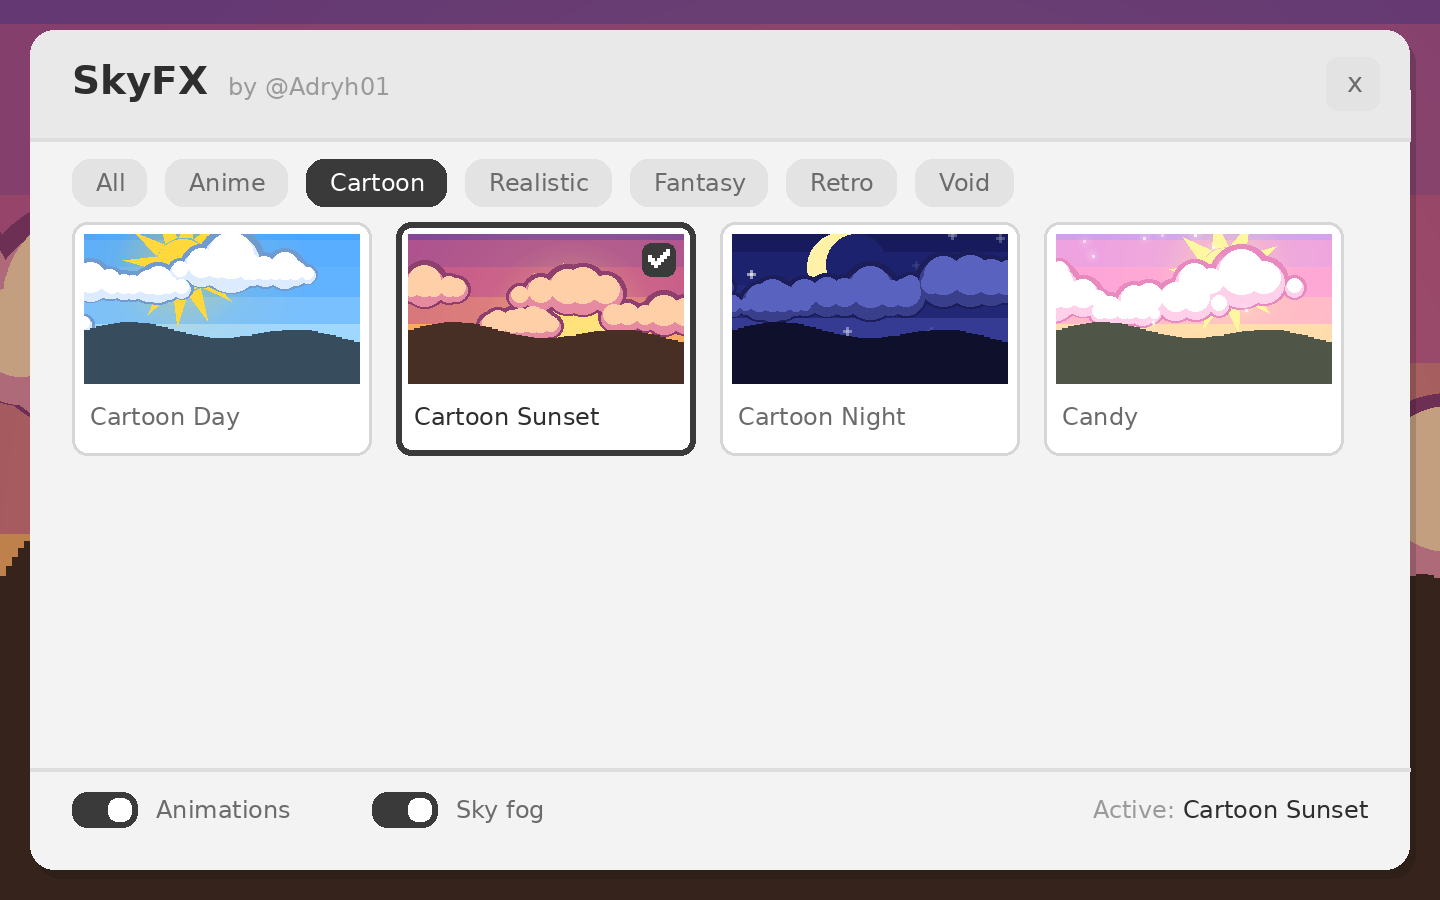 SkyFX by @Adryh01
x
All Anime Cartoon Realistic Fantasy Retro Void
Cartoon Day Cartoon Sunset Cartoon Night Candy
Animations Sky fog Active: Cartoon Sunset